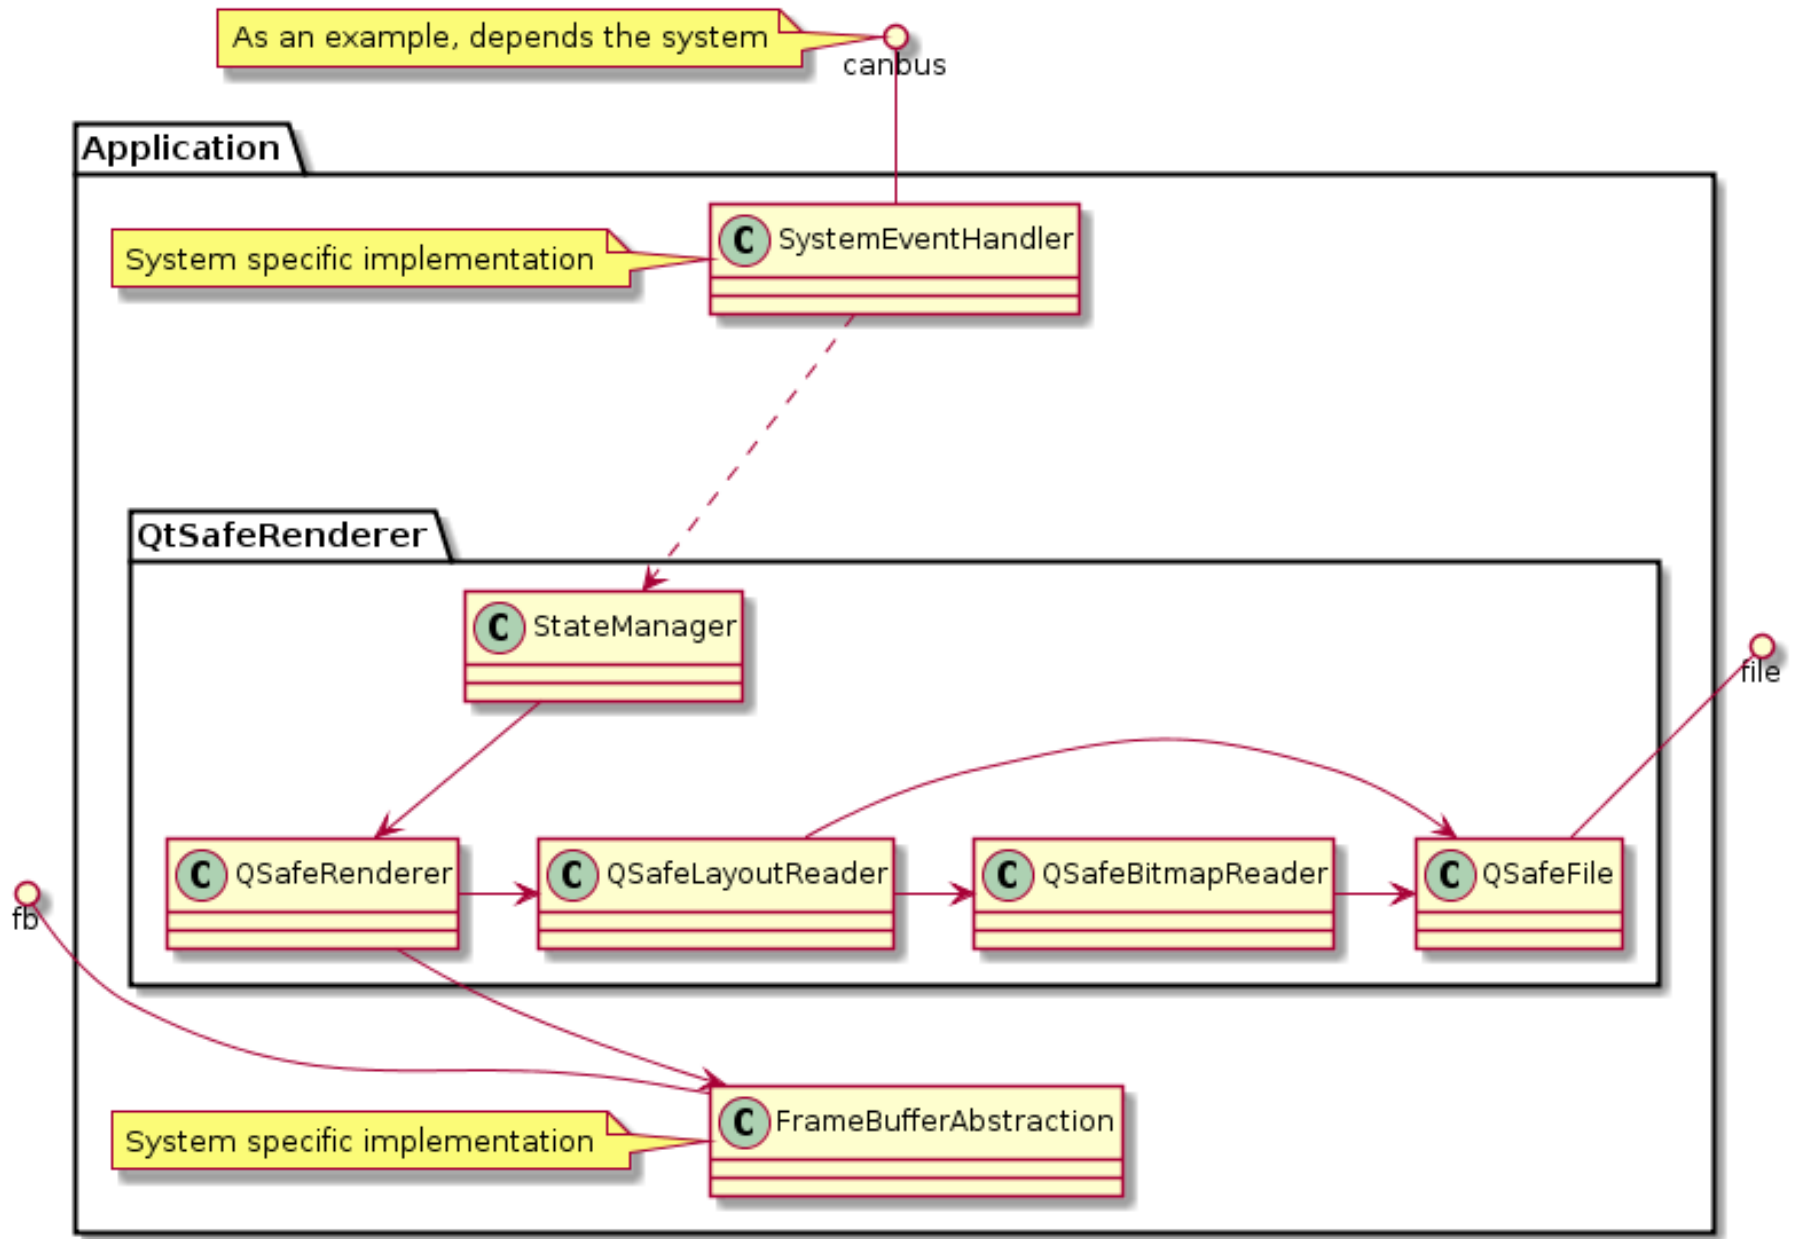 As an example, depends the system
canbus
Application
C SystemEventHandler
System specific implementation
QtSafeRenderer
C StateManager
file
C QSafeRenderer
C QSafeLayoutReader
C QSafeBitmapReader
C QSafeFile
fb
C FrameBufferAbstraction
System specific implementation